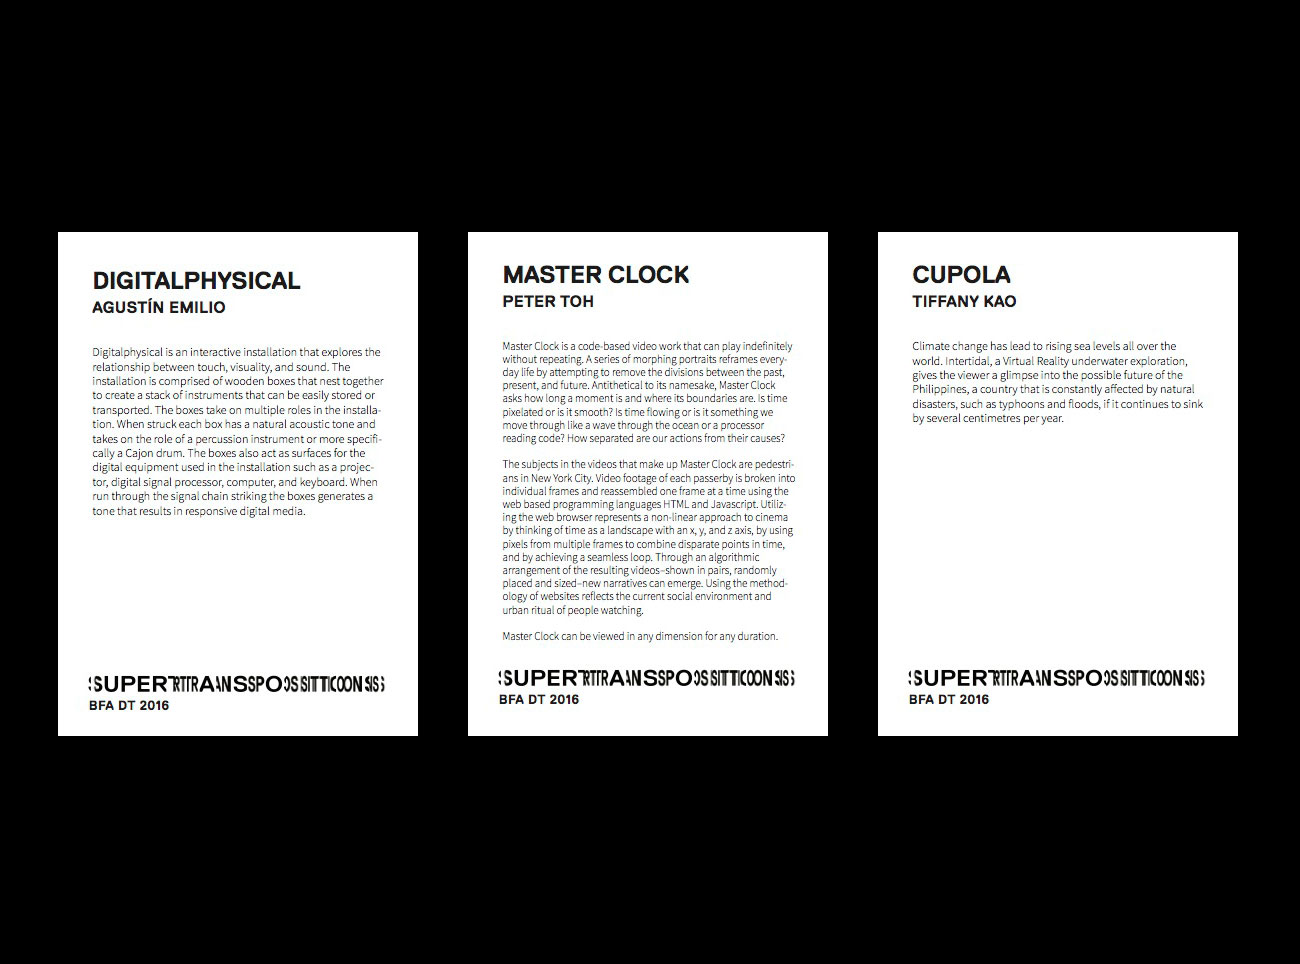 DIGITALPHYSICAL
AGUSTÍN EMILIO
Digitalphysical is an interactive installation that explores the
relationship between touch, visuality, and sound. The
installation is comprised of wooden boxes that nest together
to create a stack of instruments that can be easily stored or
transported. The boxes take on multiple roles in the installa-
tion. When struck each box has a natural acoustic tone and
takes on the role of a percussion instrument or more specifi-
cally a Cajon drum. The boxes also act as surfaces for the
digital equipment used in the installation such as a projec-
tor, digital signal processor, computer, and keyboard. When
run through the signal chain striking the boxes generates a
tone that results in responsive digital media.
BFA DT 2016
MASTER CLOCK
PETER TOH
Master Clock is a code-based video work that can play indefinitely
without repeating. A series of morphing portraits reframes every-
day life by attempting to remove the divisions between the past,
present, and future. Antithetical to its namesake, Master Clock
asks how long a moment is and where its boundaries are. Is time
pixelated or is it smooth? Is time flowing or is it something we
move through like a wave through the ocean or a processor
reading code? How separated are our actions from their causes?
The subjects in the videos that make up Master Clock are pedestri-
ans in New York City. Video footage of each passerby is broken into
individual frames and reassembled one frame at a time using the
web based programming languages HTML and Javascript. Utiliz-
ing the web browser represents a non-linear approach to cinema
by thinking of time as a landscape with an x, y, and z axis, by using
pixels from multiple frames to combine disparate points in time,
and by achieving a seamless loop. Through an algorithmic
arrangement of the resulting videos–shown in pairs, randomly
placed and sized–new narratives can emerge. Using the method-
ology of websites reflects the current social environment and
urban ritual of people watching.
Master Clock can be viewed in any dimension for any duration.
BFA DT 2016
CUPOLA
TIFFANY KAO
Climate change has lead to rising sea levels all over the
world. Intertidal, a Virtual Reality underwater exploration,
gives the viewer a glimpse into the possible future of the
Philippines, a country that is constantly affected by natural
disasters, such as typhoons and floods, if it continues to sink
by several centimetres per year.
BFA DT 2016